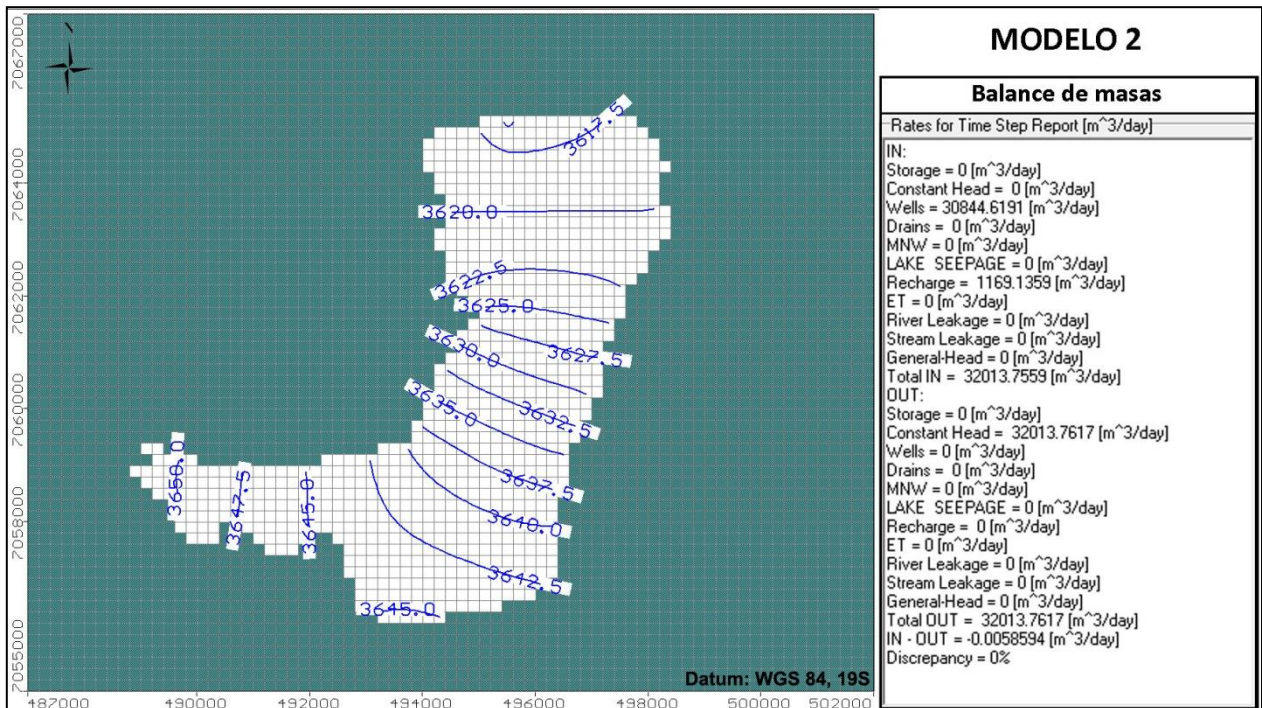 MODELO 2
Balance de masas
Rates for Time Step Report [m^3/day]
IN:
Storage = 0 [m^3/day]
Constant Head = 0 [m^3/day]
Wells = 30844.6191 [m^3/day]
Drains = 0 [m^3/day]
MNW = 0 [m^3/day]
LAKE SEEPAGE = 0 [m^3/day]
Recharge = 1169.1359 [m^3/day]
ET = 0 [m^3/day]
River Leakage = 0 [m^3/day]
Stream Leakage = 0 [m^3/day]
General-Head = 0 [m^3/day]
Total IN = 32013.7559 [m^3/day]
OUT:
Storage = 0 [m^3/day]
Constant Head = 32013.7617 [m^3/day]
Wells = 0 [m^3/day]
Drains = 0 [m^3/day]
MNW = 0 [m^3/day]
LAKE SEEPAGE = 0 [m^3/day]
Recharge = 0 [m^3/day]
ET = 0 [m^3/day]
River Leakage = 0 [m^3/day]
Stream Leakage = 0 [m^3/day]
General-Head = 0 [m^3/day]
Total OUT = 32013.7617 [m^3/day]
IN - OUT = -0.0058594 [m^3/day]
Discrepancy = 0%
7067000
7064000
7062000
7060000
7058000
7055000
3617.5
3620.0
3622.5
3625.0
3627.5
3630.0
3632.5
3635.0
3637.5
3640.0
3642.5
3645.0
3650.0
3647.5
3645.0
Datum: WGS 84, 19S
487000
490000
492000
494000
496000
498000
500000
502000